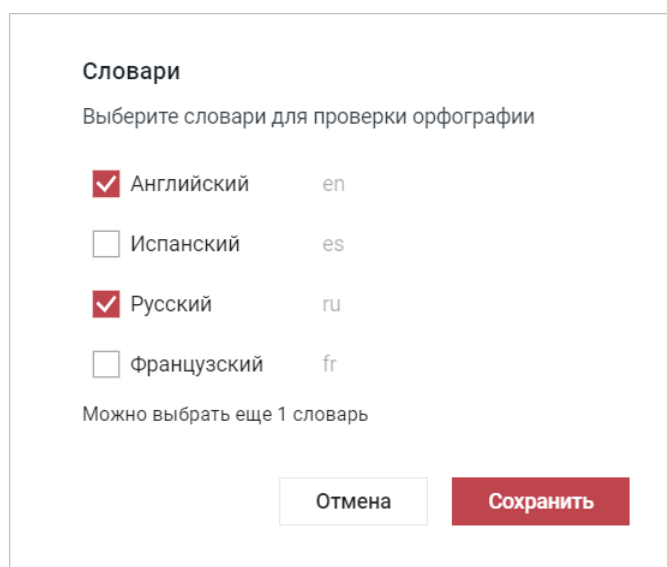 Словари
Выберите словари для проверки орфографии
Английский en
Испанский es
Русский ru
Французский fr
Можно выбрать еще 1 словарь
Отмена Сохранить